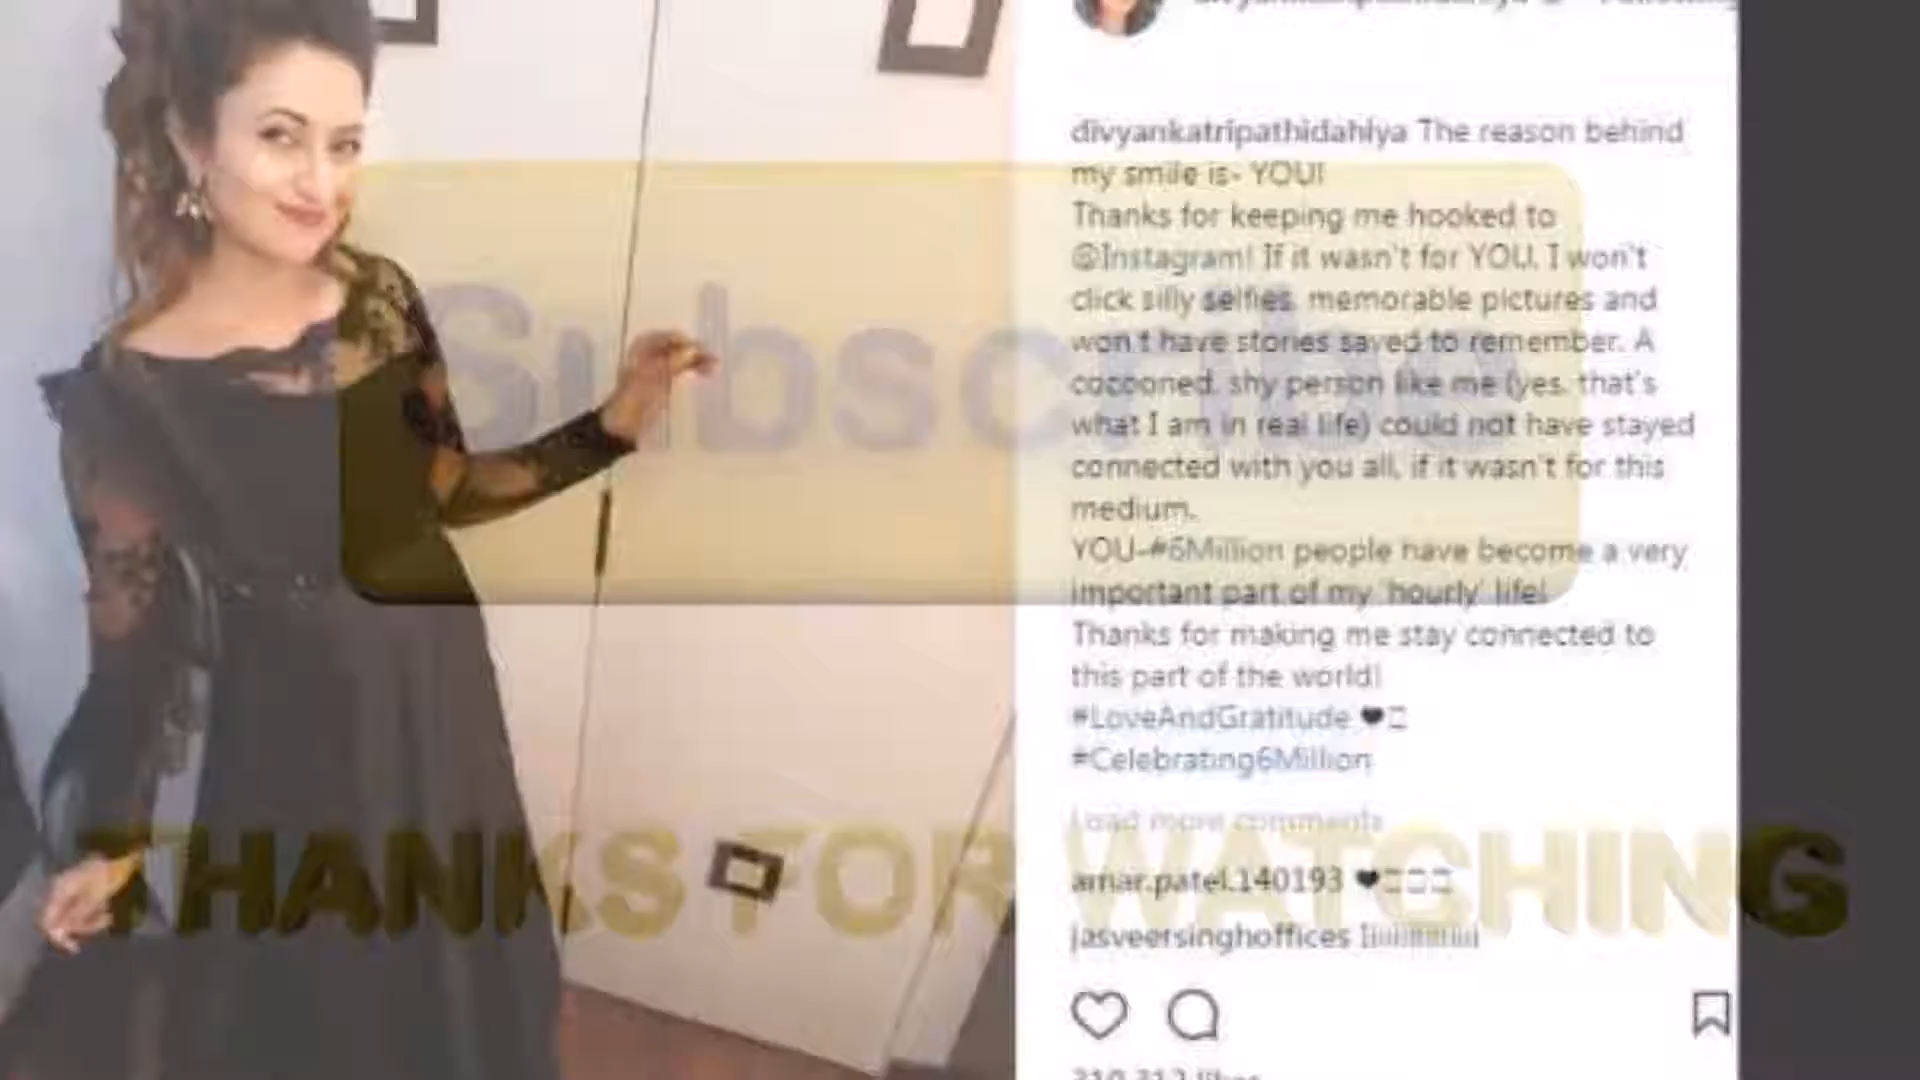 divyankatripathidahiya The reason behind
my smile is- YOU!
Thanks for keeping me hooked to
@Instagram! If it wasn't for YOU, I won't
click silly selfies, memorable pictures and
won't have stories saved to remember. A
cocooned, shy person like me (yes, that's
what I am in real life) could not have stayed
connected with you all, if it wasn't for this
medium.
YOU-#6Million people have become a very
important part of my 'hourly' life!
Thanks for making me stay connected to
this part of the world!
#LoveAndGratitude ❤
#Celebrating6Million
Load more comments
amar.patel.140193 ❤
jasveersinghoffices
Subscribe
THANKS FOR WATCHING